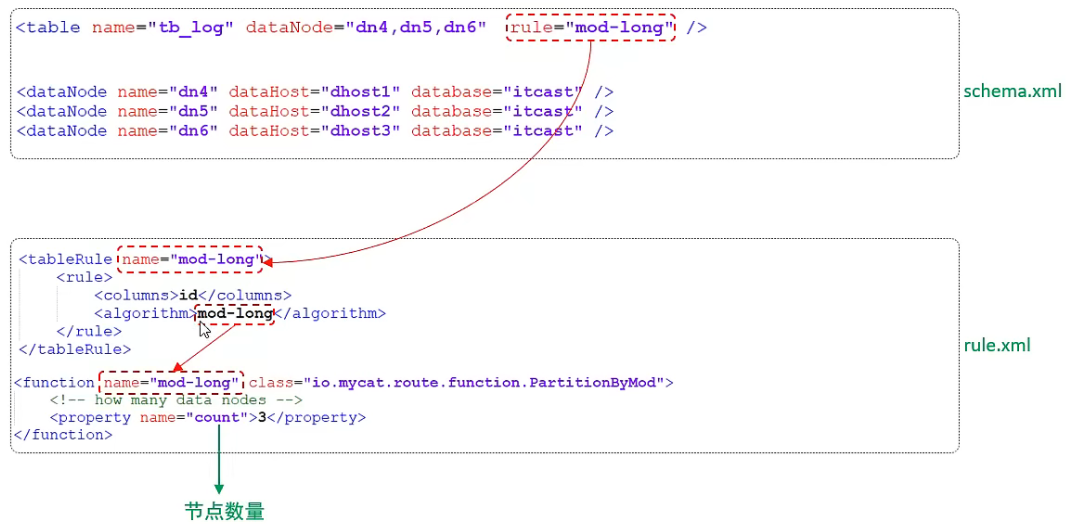 <table name="tb_log" dataNode="dn4,dn5,dn6" rule="mod-long" />
<dataNode name="dn4" dataHost="dhost1" database="itcast" />
<dataNode name="dn5" dataHost="dhost2" database="itcast" />
<dataNode name="dn6" dataHost="dhost3" database="itcast" />
schema.xml
<tableRule name="mod-long">
<rule>
<columns>id</columns>
<algorithm>mod-long</algorithm>
</rule>
</tableRule>
<function name="mod-long" class="io.mycat.route.function.PartitionByMod">
<!-- how many data nodes -->
<property name="count">3</property>
</function>
rule.xml
节点数量